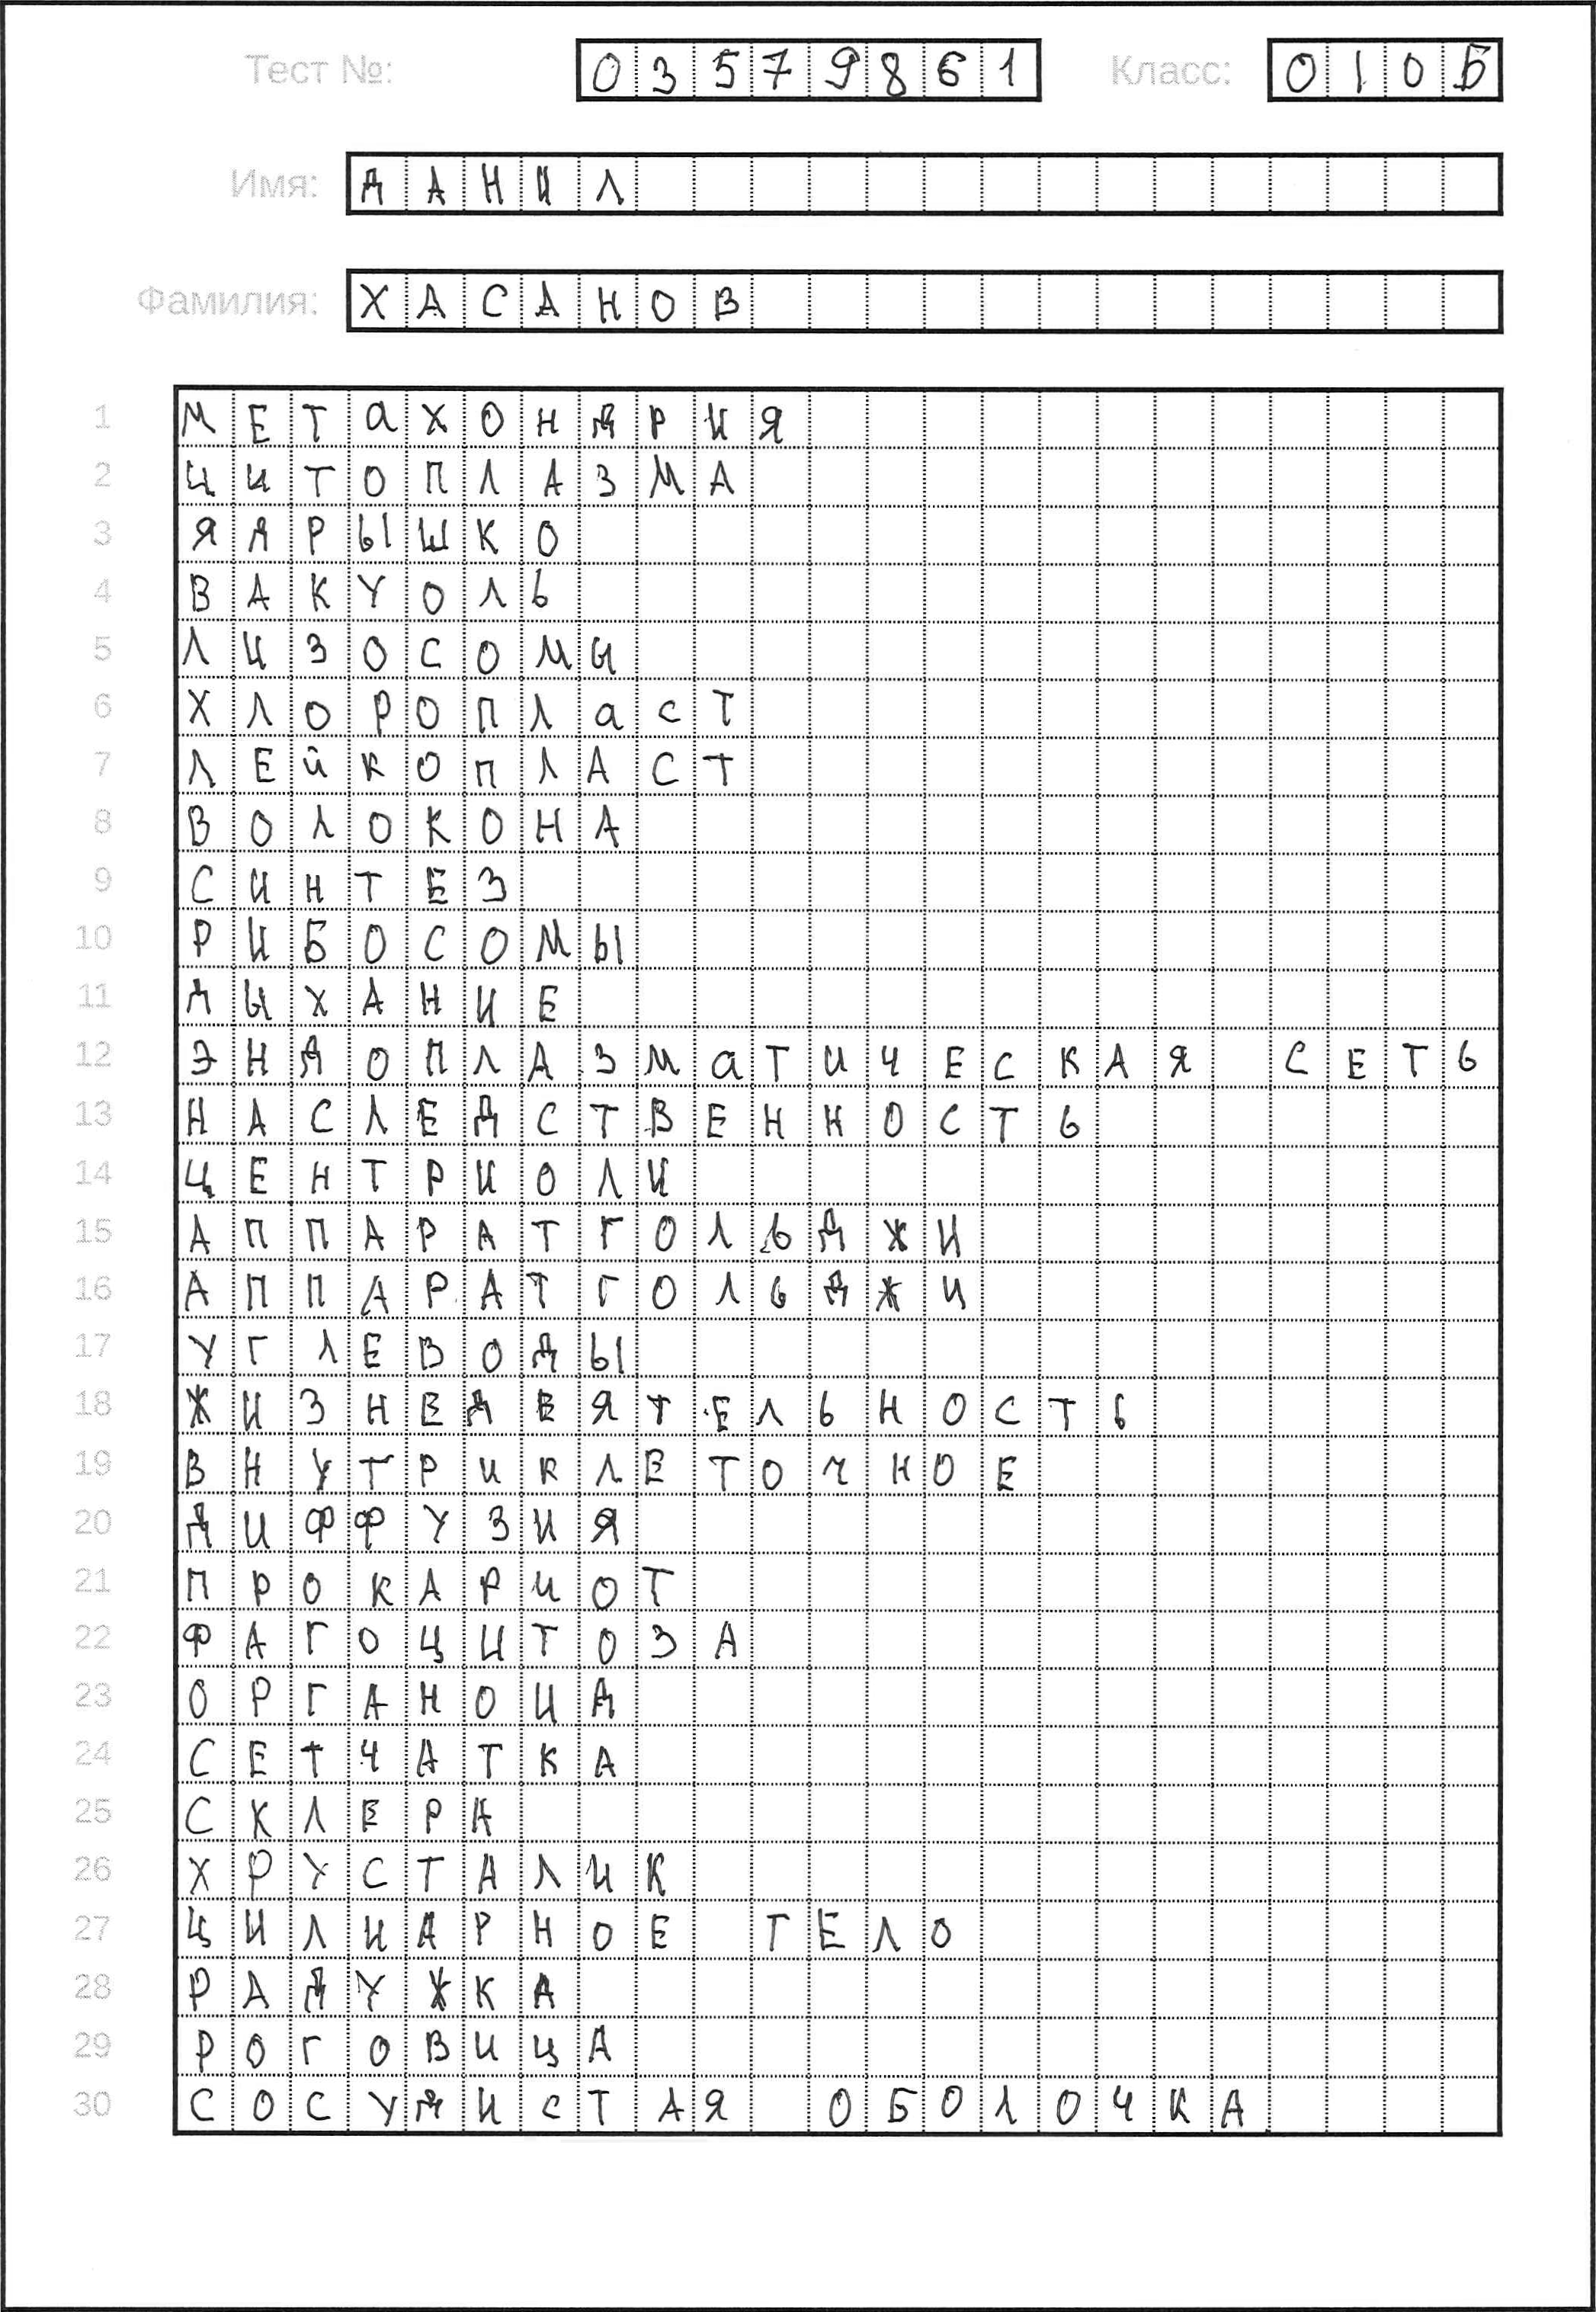 Тест №: 03579861 Класс: 010Б
Имя: ДАНИЛ
Фамилия: ХАСАНОВ
1 МЕТаХОНДРИЯ
2 ЦИТОПЛАЗМА
3 ЯДРЫШКО
4 ВАКУОЛЬ
5 ЛИЗОСОМЫ
6 ХЛОРОПЛаСТ
7 ЛЕЙКОПЛАСТ
8 ВОЛОКОНА
9 СИНТЕЗ
10 РИБОСОМЫ
11 ДЫХАНИЕ
12 ЭНДОПЛАЗМаТИЧЕСКАЯ СЕТЬ
13 НАСЛЕДСТВЕННОСТЬ
14 ЦЕНТРИОЛИ
15 АППАРАТГОЛЬДЖИ
16 АППАРАТГОЛЬДЖИ
17 УГЛЕВОДЫ
18 ЖИЗНЕДЕЯТЕЛЬНОСТЬ
19 ВНУТРИКЛЕТОЧНОЕ
20 ДИФФУЗИЯ
21 ПРОКАРИОТ
22 ФАГОЦИТОЗА
23 ОРГАНОИД
24 СЕТЧАТКА
25 СКЛЕРА
26 ХРУСТАЛИК
27 ЦИЛИАРНОЕ ТЕЛО
28 РАДУЖКА
29 РОГОВИЦА
30 СОСУДИСТАЯ ОБОЛОЧКА